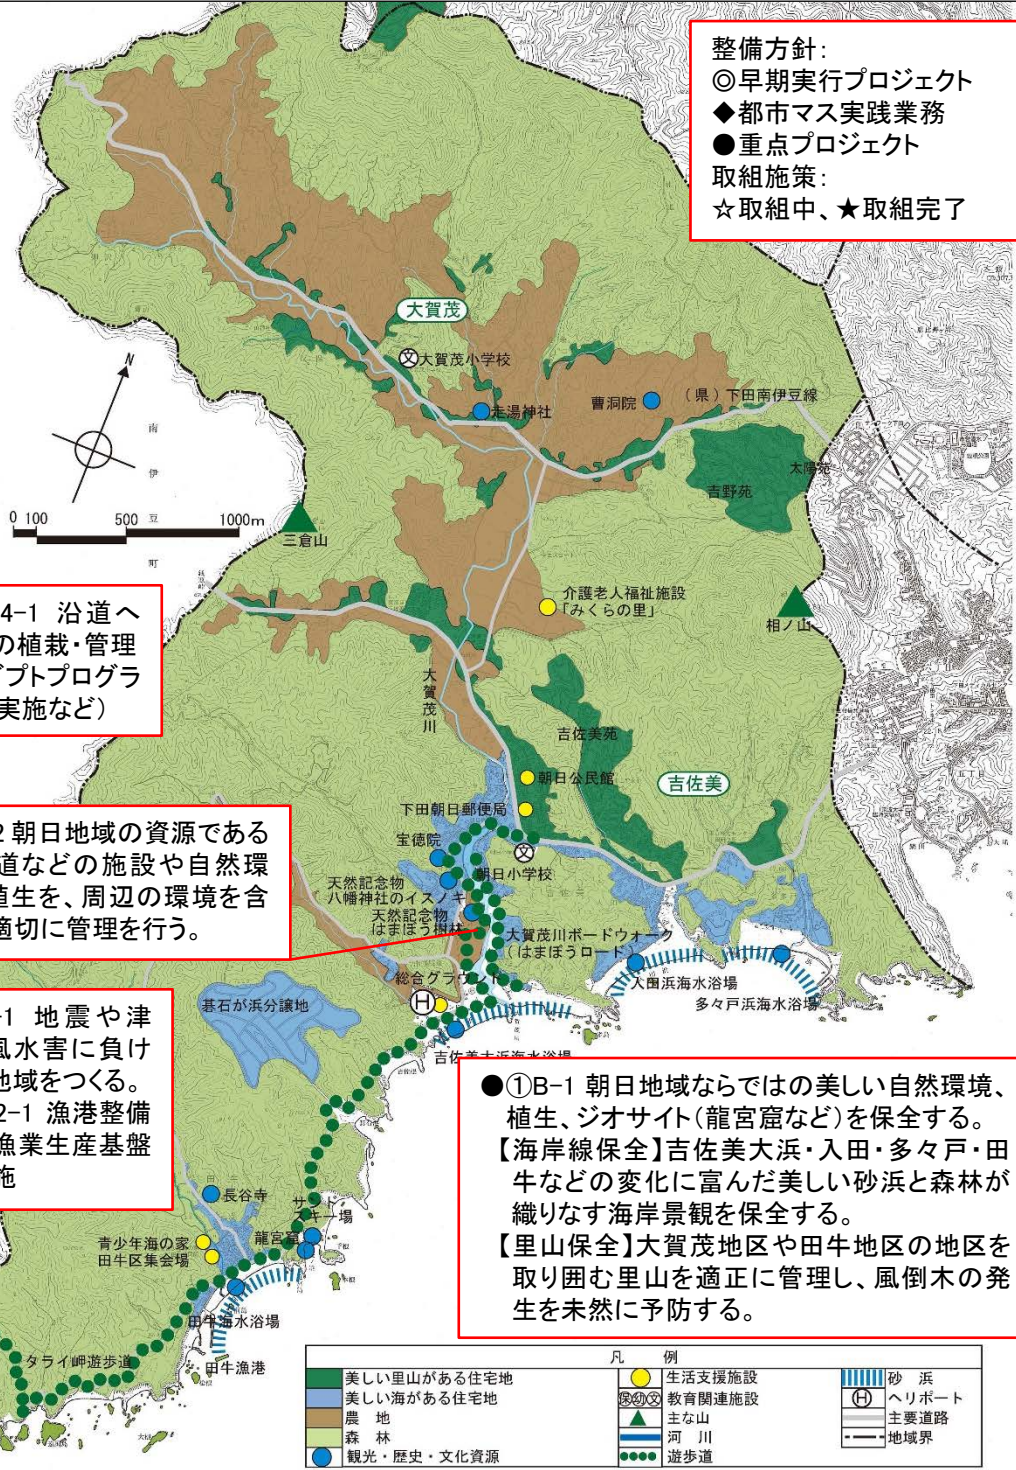 整備方針：
◎早期実行プロジェクト
◆都市マス実践業務
●重点プロジェクト
取組施策：
☆取組中、★取組完了
大賀茂
文大賀茂小学校
走湯神社
曹洞院
（県）下田南伊豆線
太陽苑
吉野苑
N
南伊豆町
0 100 500 1000m
三倉山
介護老人福祉施設
「みくらの里」
相ノ山
4-1 沿道へ
の植栽・管理
プトプログラ
実施など）
大賀茂川
吉佐美苑
朝日公民館
吉佐美
下田朝日郵便局
宝徳院
文
朝日小学校
2 朝日地域の資源である
道などの施設や自然環
植生を、周辺の環境を含
適切に管理を行う。
天然記念物
八幡神社のイスノキ
天然記念物
はまぼう樹林
大賀茂川ボードウォーク
（はまぼうロード）
総合グラウンド
H
入田浜海水浴場
多々戸浜海水浴場
碁石が浜分譲地
吉佐美大浜海水浴場
-1 地震や津
風水害に負け
地域をつくる。
2-1 漁港整備
漁業生産基盤
施
●①B-1 朝日地域ならではの美しい自然環境、
植生、ジオサイト（龍宮窟など）を保全する。
【海岸線保全】吉佐美大浜・入田・多々戸・田
牛などの変化に富んだ美しい砂浜と森林が
織りなす海岸景観を保全する。
【里山保全】大賀茂地区や田牛地区の地区を
取り囲む里山を適正に管理し、風倒木の発
生を未然に予防する。
長谷寺
サンド
スキー場
龍宮窟
青少年海の家
田牛区集会場
田牛海水浴場
田牛漁港
タライ岬遊歩道
凡　例
美しい里山がある住宅地
美しい海がある住宅地
農　地
森　林
観光・歴史・文化資源
生活支援施設
保幼文 教育関連施設
主な山
河　川
遊歩道
砂　浜
H ヘリポート
主要道路
地域界